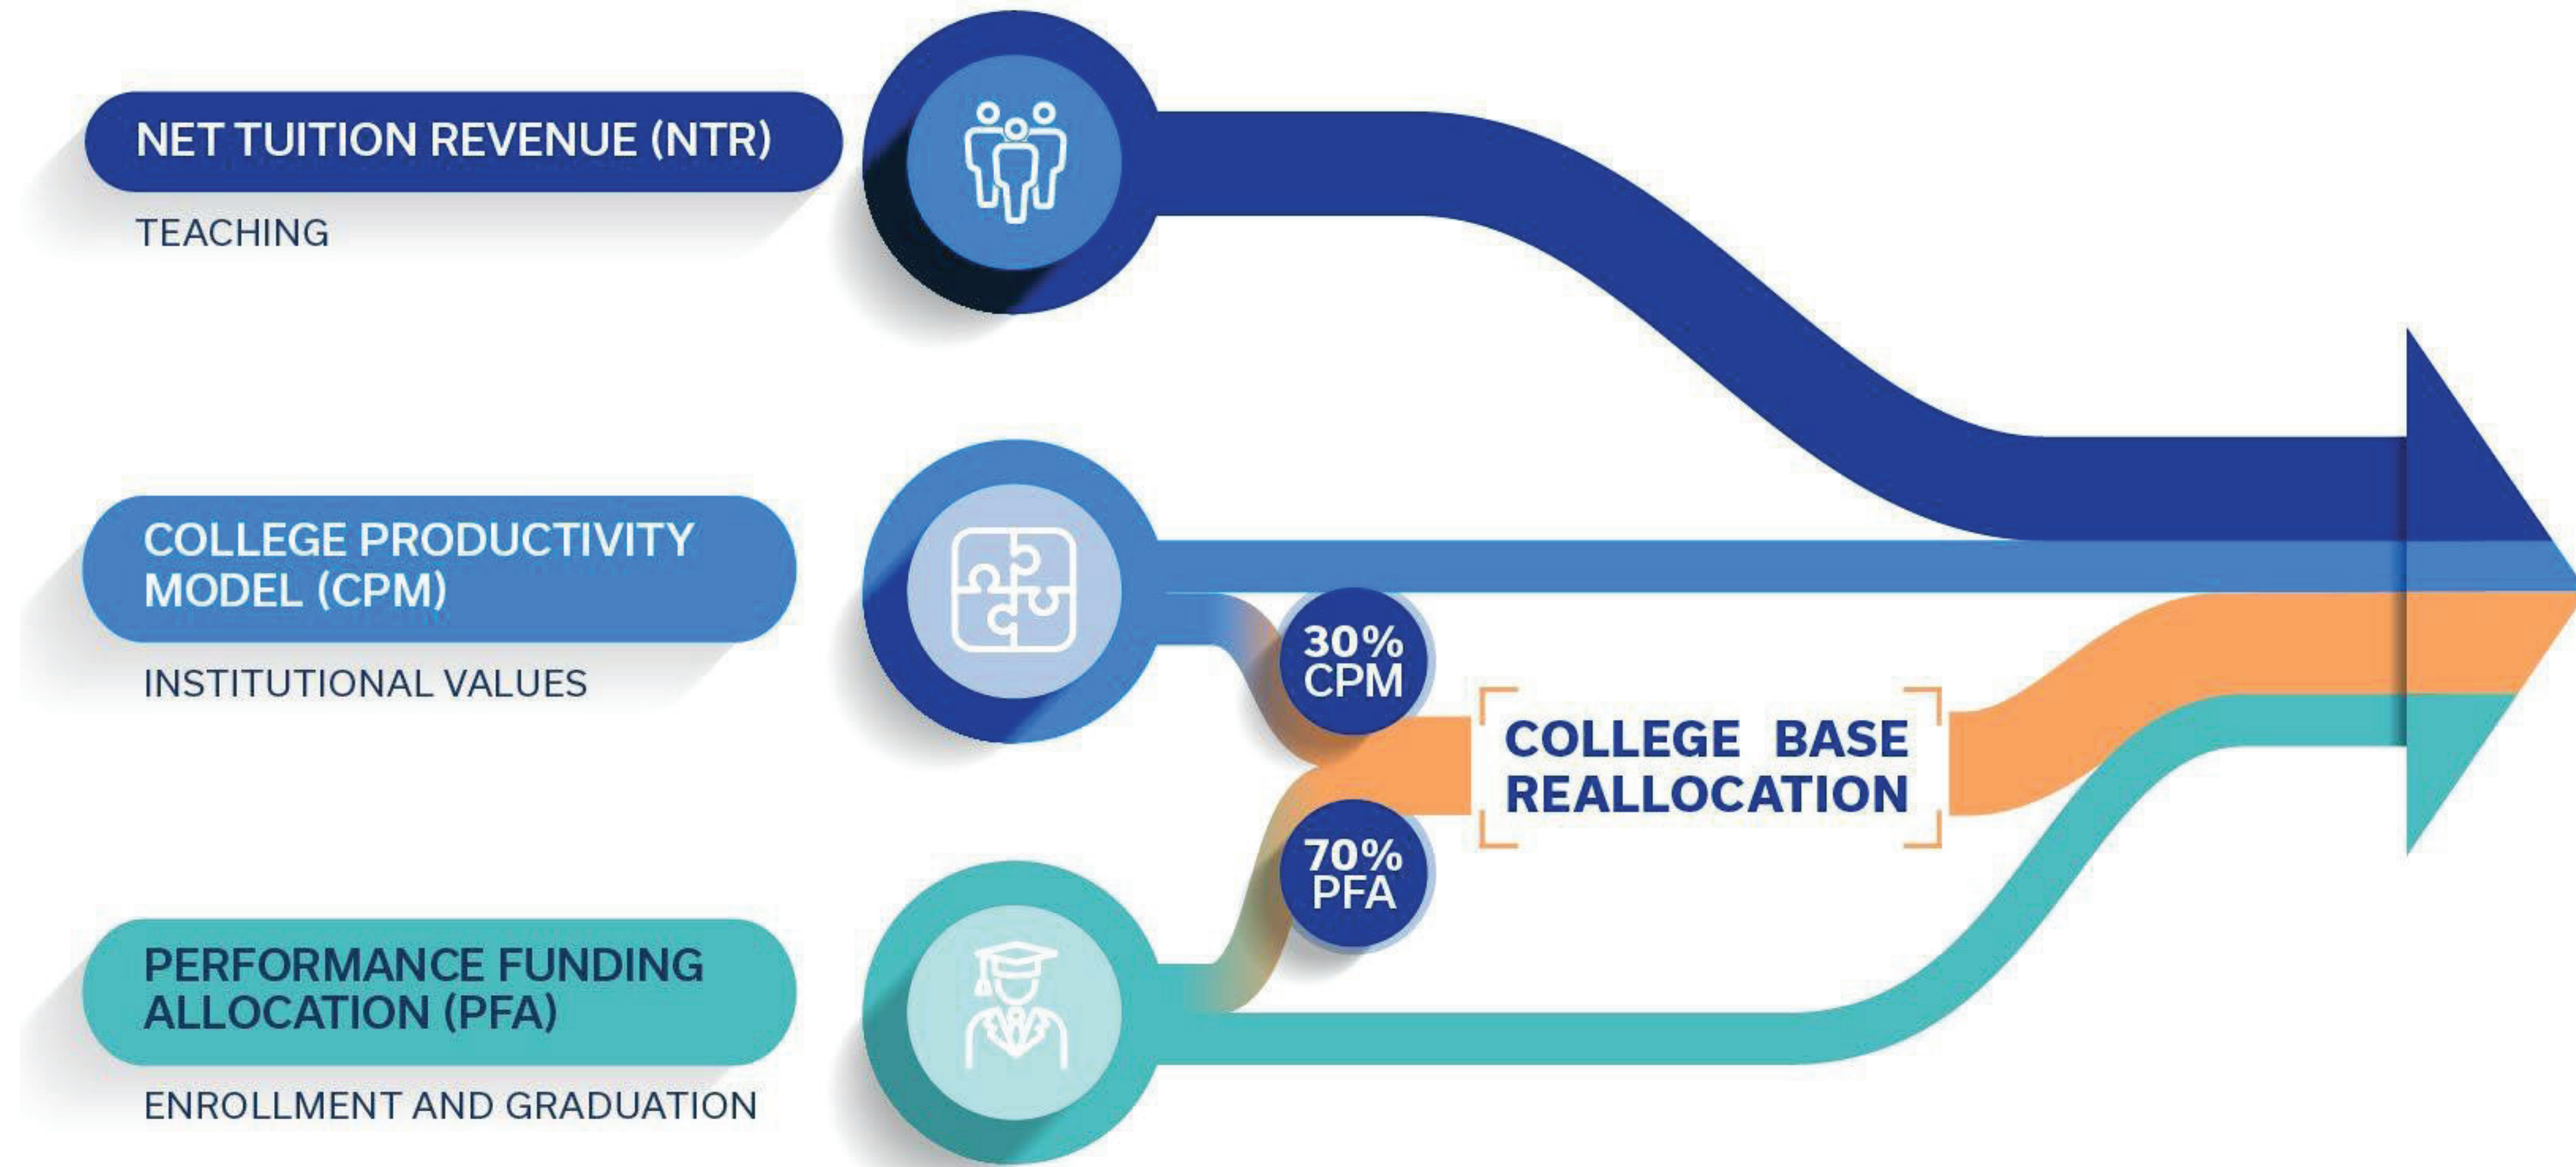 NET TUITION REVENUE (NTR)
TEACHING
COLLEGE PRODUCTIVITY
MODEL (CPM)
INSTITUTIONAL VALUES
30%
CPM
COLLEGE BASE
REALLOCATION
70%
PFA
PERFORMANCE FUNDING
ALLOCATION (PFA)
ENROLLMENT AND GRADUATION